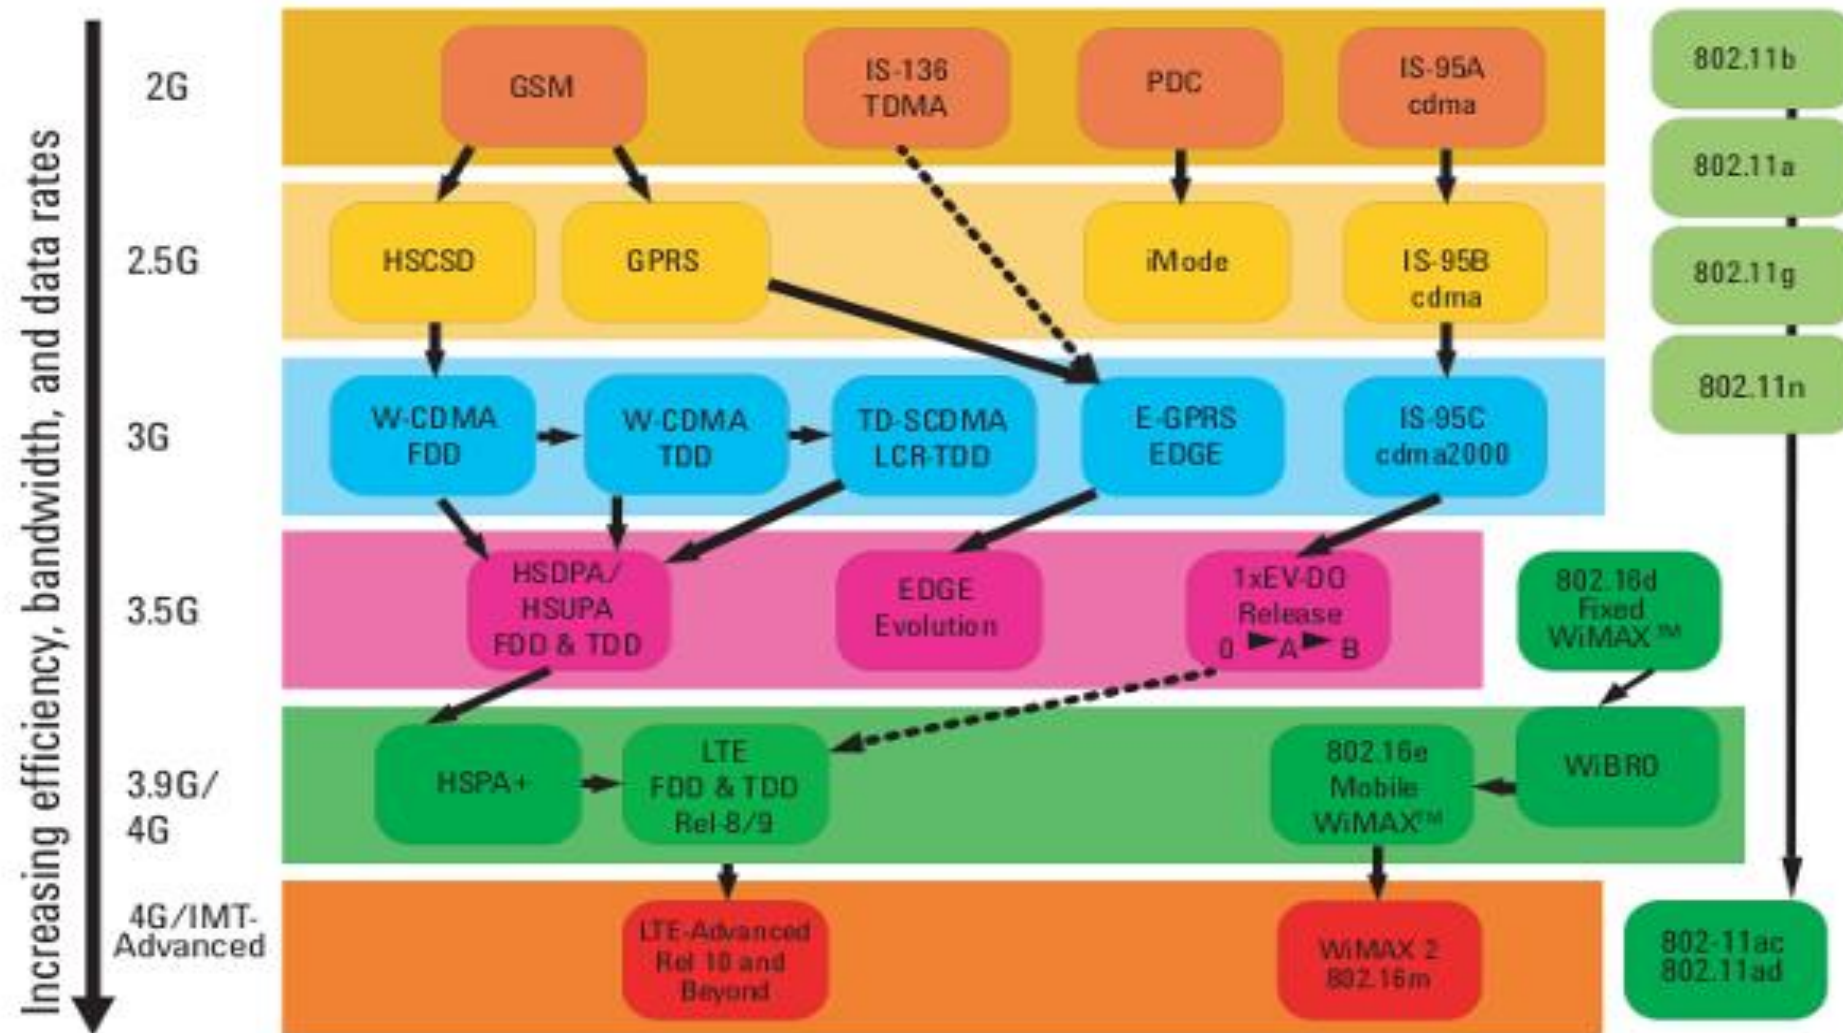 Increasing efficiency, bandwidth, and data rates
2G
GSM
IS-136
TDMA
PDC
IS-95A
cdma
802.11b
802.11a
2.5G
HSCSD
GPRS
iMode
IS-95B
cdma
802.11g
3G
W-CDMA
FDD
W-CDMA
TDD
TD-SCDMA
LCR-TDD
E-GPRS
EDGE
IS-95C
cdma2000
802.11n
3.5G
HSDPA/
HSUPA
FDD & TDD
EDGE
Evolution
1xEV-DO
Release
0 ► A ► B
802.16d
Fixed
WiMAX™
3.9G/
4G
HSPA+
LTE
FDD & TDD
Rel-8/9
802.16e
Mobile
WiMAX™
WiBRO
4G/IMT-
Advanced
LTE-Advanced
Rel 10 and
Beyond
WiMAX 2
802.16m
802-11ac
802.11ad